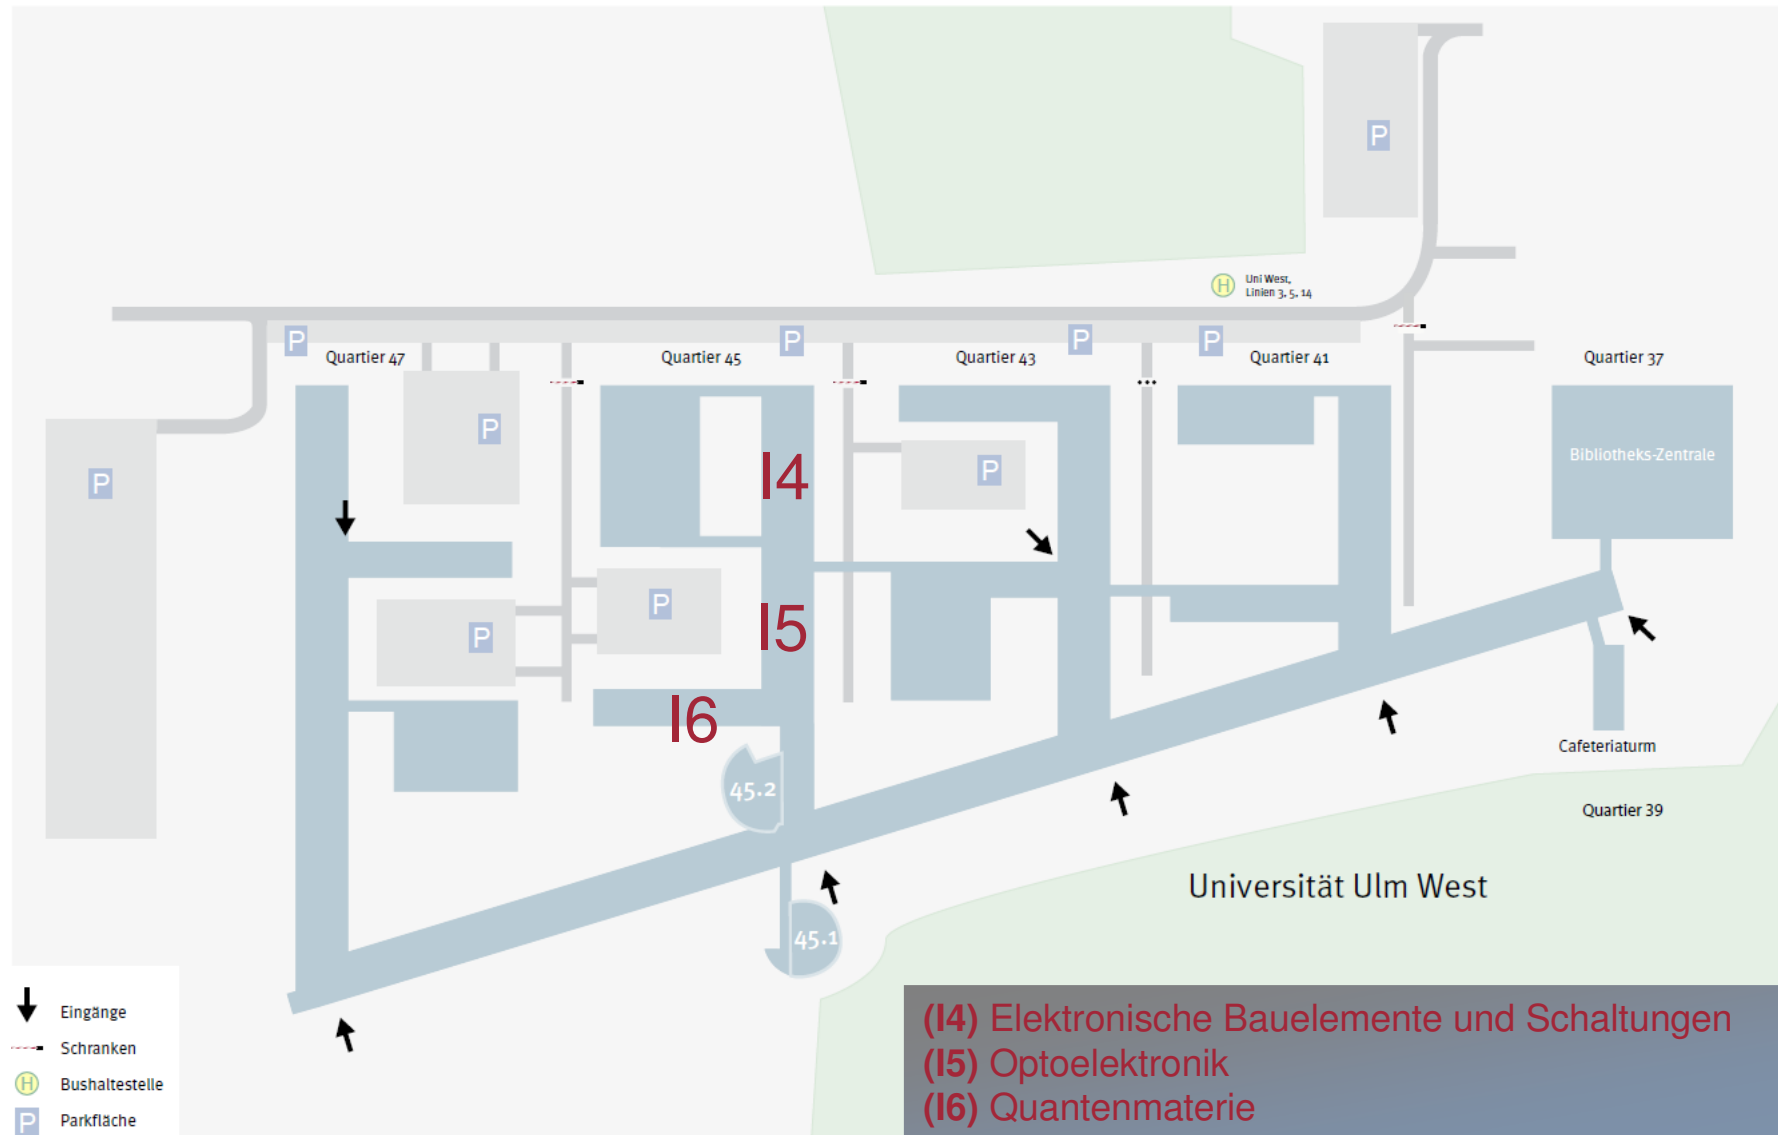 P
H
Uni West,
Linien 3, 5, 14
P
P
P
P
Quartier 47
Quartier 45
Quartier 43
Quartier 41
Quartier 37
P
Bibliotheks-Zentrale
P
I4
P
P
I5
P
I6
Cafeteriaturm
45.2
Quartier 39
Universität Ulm West
45.1
Eingänge
Schranken
H Bushaltestelle
P Parkfläche
(I4) Elektronische Bauelemente und Schaltungen
(I5) Optoelektronik
(I6) Quantenmaterie